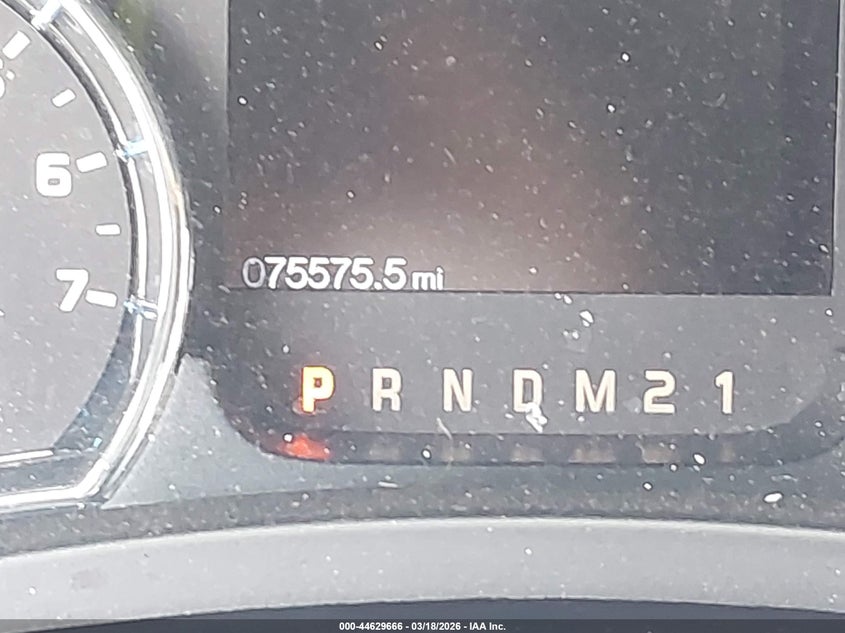 6
7
075575.5 mi
P R N D M 2 1
000-44629666 - 03/18/2026 - IAA Inc.